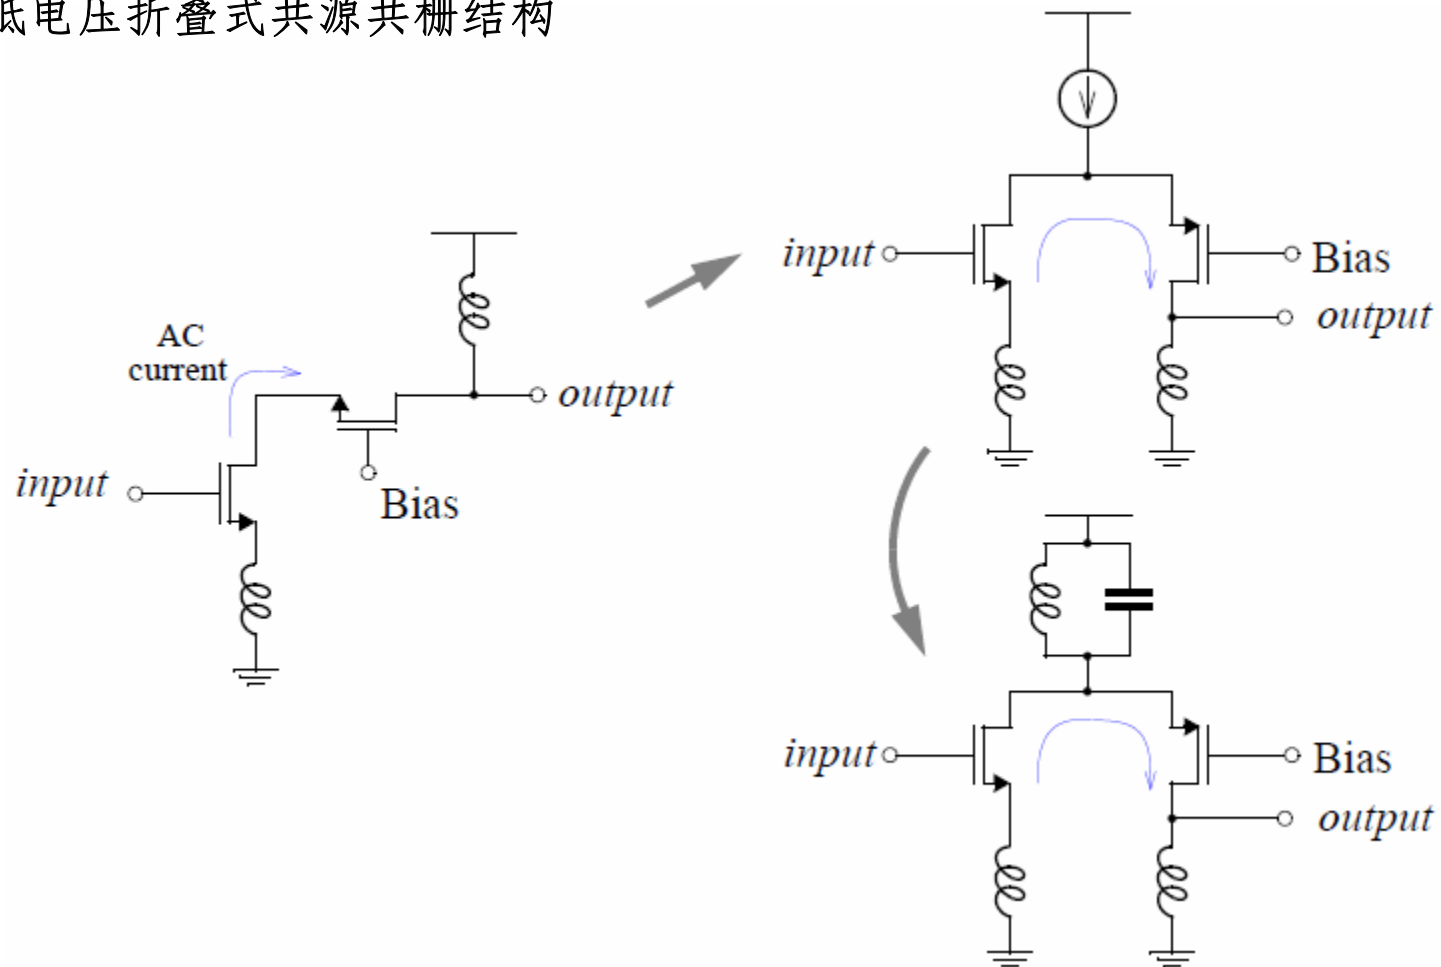 低电压折叠式共源共栅结构
AC
current
input
Bias
output
input
Bias
output
input
Bias
output